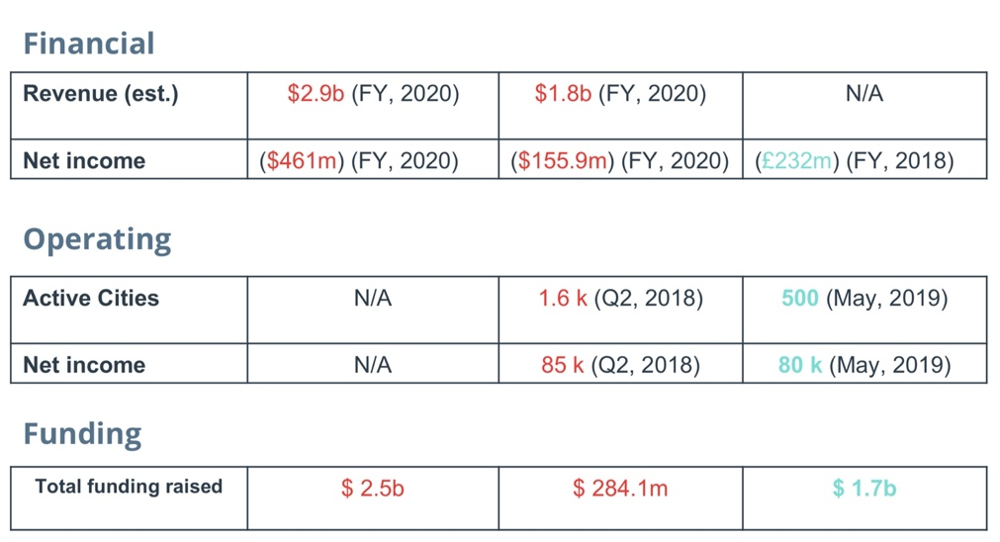 Financial
Revenue (est.) $2.9b (FY, 2020) $1.8b (FY, 2020) N/A
Net income ($461m) (FY, 2020) ($155.9m) (FY, 2020) (£232m) (FY, 2018)
Operating
Active Cities N/A 1.6 k (Q2, 2018) 500 (May, 2019)
Net income N/A 85 k (Q2, 2018) 80 k (May, 2019)
Funding
Total funding raised $ 2.5b $ 284.1m $ 1.7b